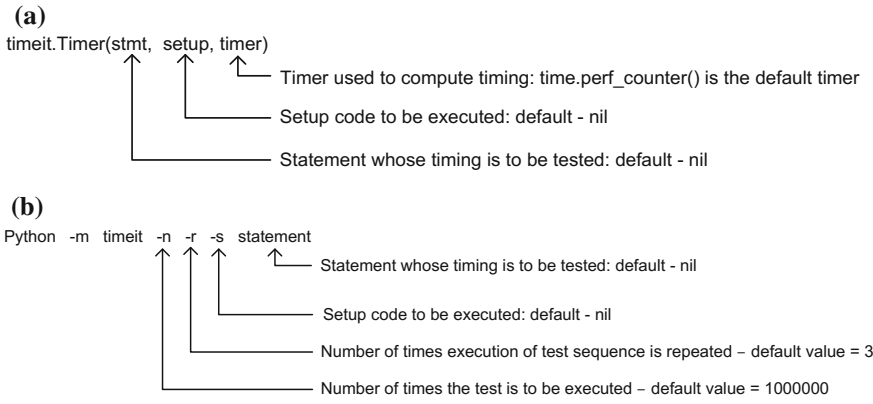 (a)
timeit.Timer(stmt, setup, timer)
Timer used to compute timing: time.perf_counter() is the default timer
Setup code to be executed: default - nil
Statement whose timing is to be tested: default - nil
(b)
Python -m timeit -n -r -s statement
Statement whose timing is to be tested: default - nil
Setup code to be executed: default - nil
Number of times execution of test sequence is repeated – default value = 3
Number of times the test is to be executed – default value = 1000000